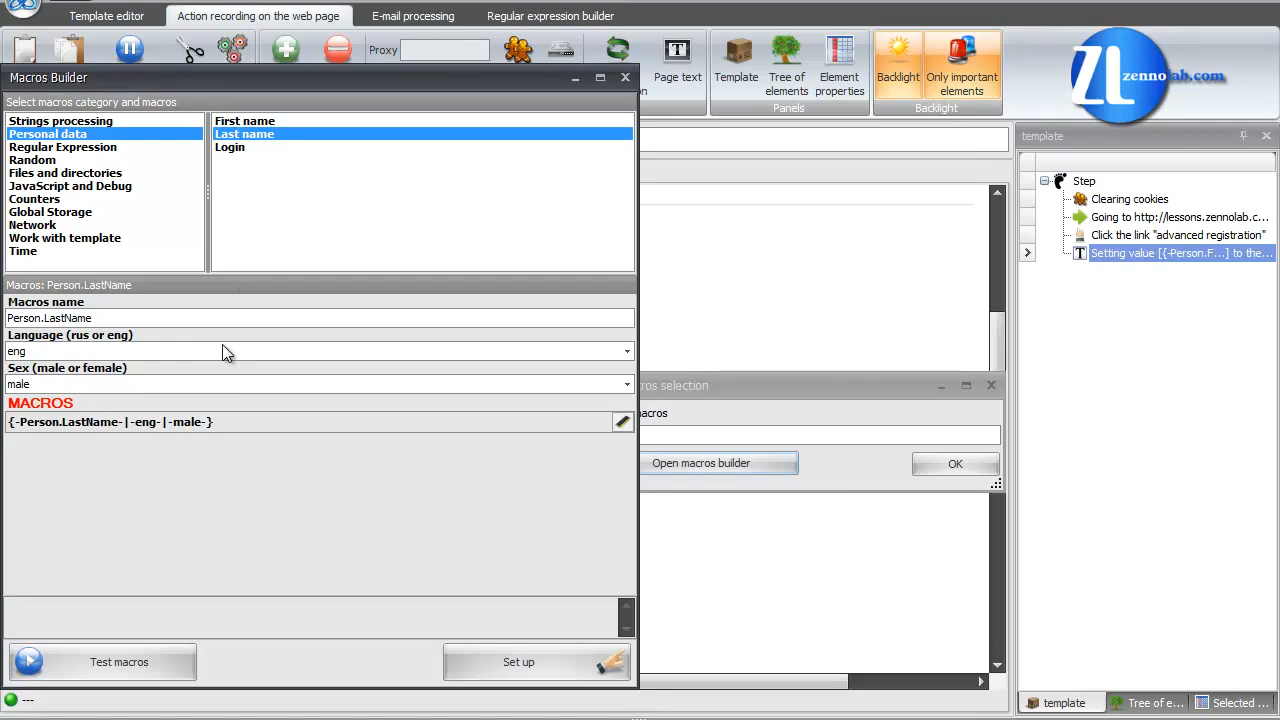 Template editor
Action recording on the web page
E-mail processing
Regular expression builder
Proxy
Page text
Template
Tree of elements
Element properties
Backlight
Only important elements
Panels
Backlight
ZL zennolab.com
Macros Builder
Select macros category and macros
Strings processing
Personal data
Regular Expression
Random
Files and directories
JavaScript and Debug
Counters
Global Storage
Network
Work with template
Time
First name
Last name
Login
Macros: Person.LastName
Macros name
Person.LastName
Language (rus or eng)
eng
Sex (male or female)
male
MACROS
{-Person.LastName-|-eng-|-male-}
Test macros
Set up
---
selection
Open macros builder
OK
template
Step
Clearing cookies
Going to http://lessons.zennolab.c...
Click the link "advanced registration"
Setting value [{-Person.F...] to the...
template
Tree of e...
Selected ...